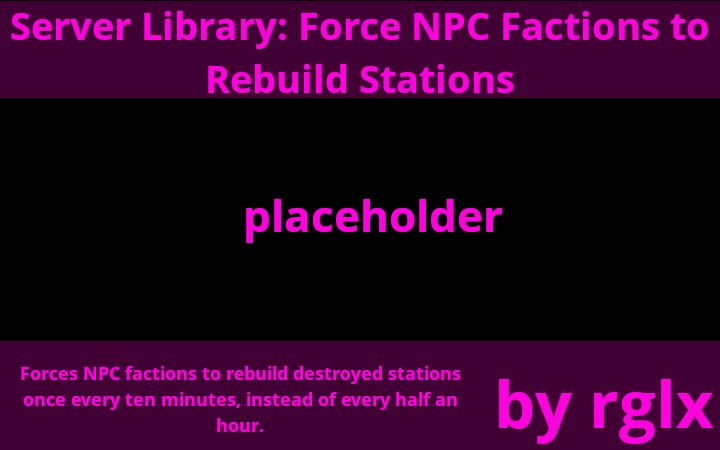 Server Library: Force NPC Factions to
Rebuild Stations
placeholder
Forces NPC factions to rebuild destroyed stations
once every ten minutes, instead of every half an
hour.
by rglx